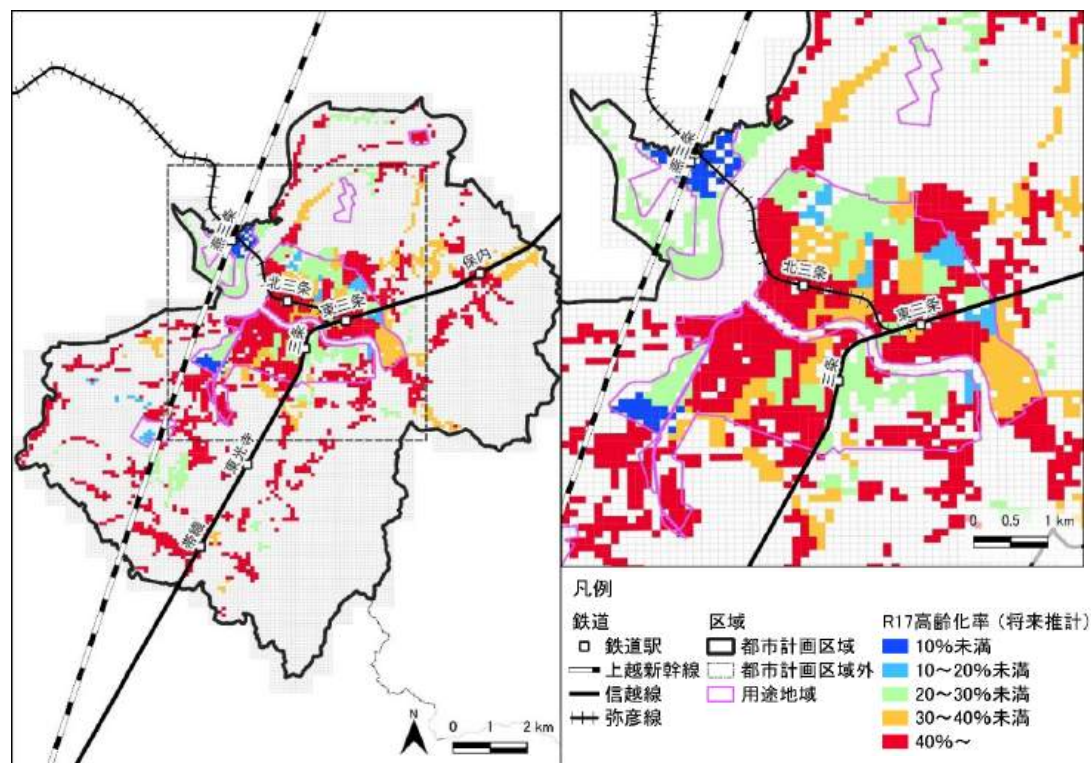 燕三条
北三条
東三条
保内
三条
東光寺
帯織
N
0 1 2 km
燕三条
北三条
東三条
三条
0 0.5 1 km
凡例
鉄道
鉄道駅
上越新幹線
信越線
弥彦線
区域
都市計画区域
都市計画区域外
用途地域
R17高齢化率(将来推計)
10%未満
10~20%未満
20~30%未満
30~40%未満
40%~